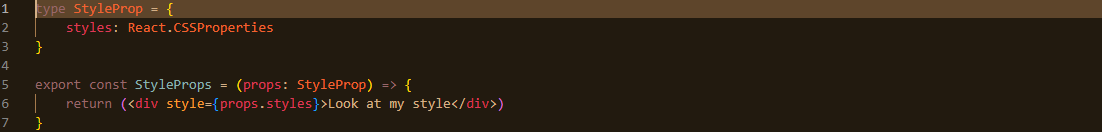 1 type StyleProp = {
2 styles: React.CSSProperties
3 }
4
5 export const StyleProps = (props: StyleProp) => {
6 return (<div style={props.styles}>Look at my style</div>)
7 }